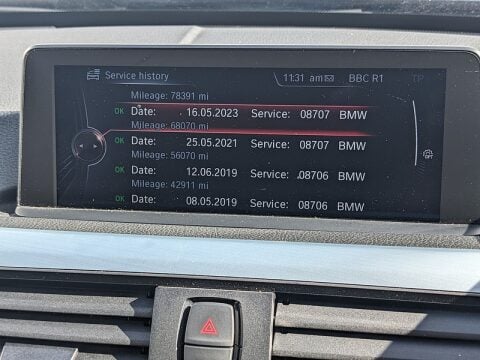 Service history 11:31 am BBC R1 TP
Mileage: 78391 mi
OK Date: 16.05.2023 Service: 08707 BMW
Mileage: 68070 mi
OK Date: 25.05.2021 Service: 08707 BMW
Mileage: 56070 mi
OK Date: 12.06.2019 Service: 08706 BMW
Mileage: 42911 mi
OK Date: 08.05.2019 Service: 08706 BMW